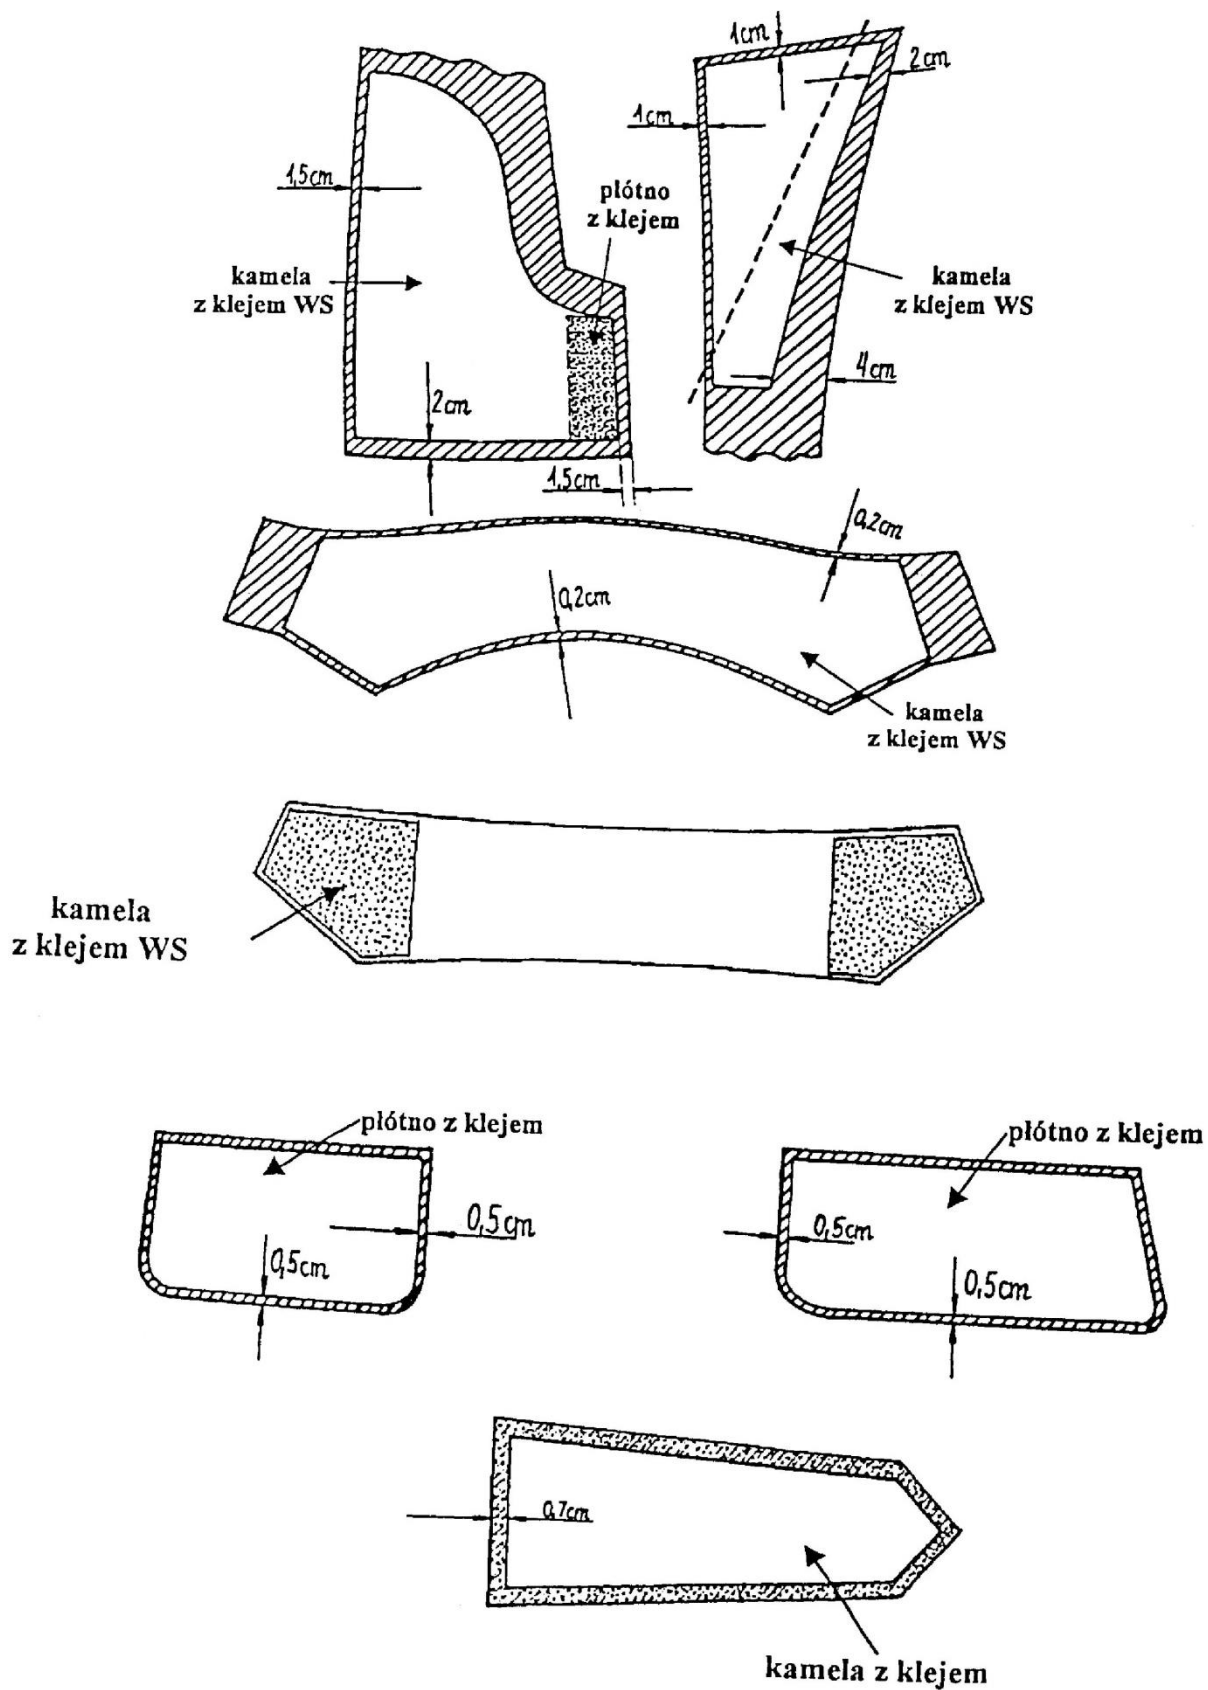 1cm
2cm
1cm
1,5cm
płótno
z klejem
kamela
z klejem WS
kamela
z klejem WS
4cm
2cm
1,5cm
0,2cm
0,2cm
kamela
z klejem WS
kamela
z klejem WS
płótno z klejem
płótno z klejem
0,5cm
0,5cm
0,5cm
0,5cm
0,7cm
kamela z klejem